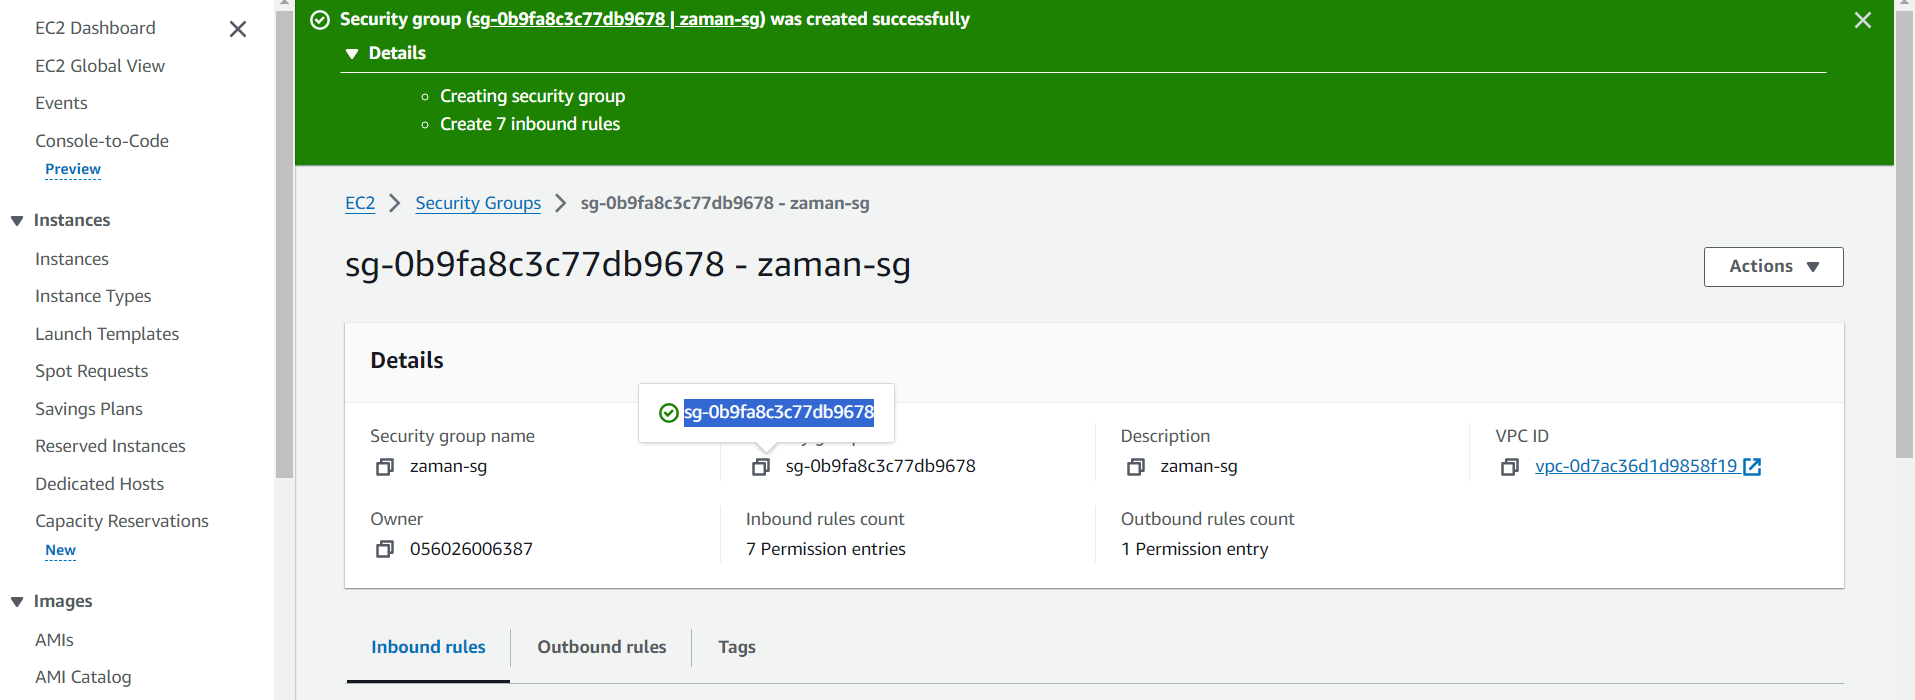 EC2 Dashboard
EC2 Global View
Events
Console-to-Code
Preview
Instances
Instances
Instance Types
Launch Templates
Spot Requests
Savings Plans
Reserved Instances
Dedicated Hosts
Capacity Reservations
New
Images
AMIs
AMI Catalog
Security group (sg-0b9fa8c3c77db9678 | zaman-sg) was created successfully
Details
Creating security group
Create 7 inbound rules
EC2 Security Groups sg-0b9fa8c3c77db9678 - zaman-sg
sg-0b9fa8c3c77db9678 - zaman-sg
Actions
Details
sg-0b9fa8c3c77db9678
Security group name
zaman-sg
sg-0b9fa8c3c77db9678
Description
zaman-sg
VPC ID
vpc-0d7ac36d1d9858f19
Owner
056026006387
Inbound rules count
7 Permission entries
Outbound rules count
1 Permission entry
Inbound rules Outbound rules Tags